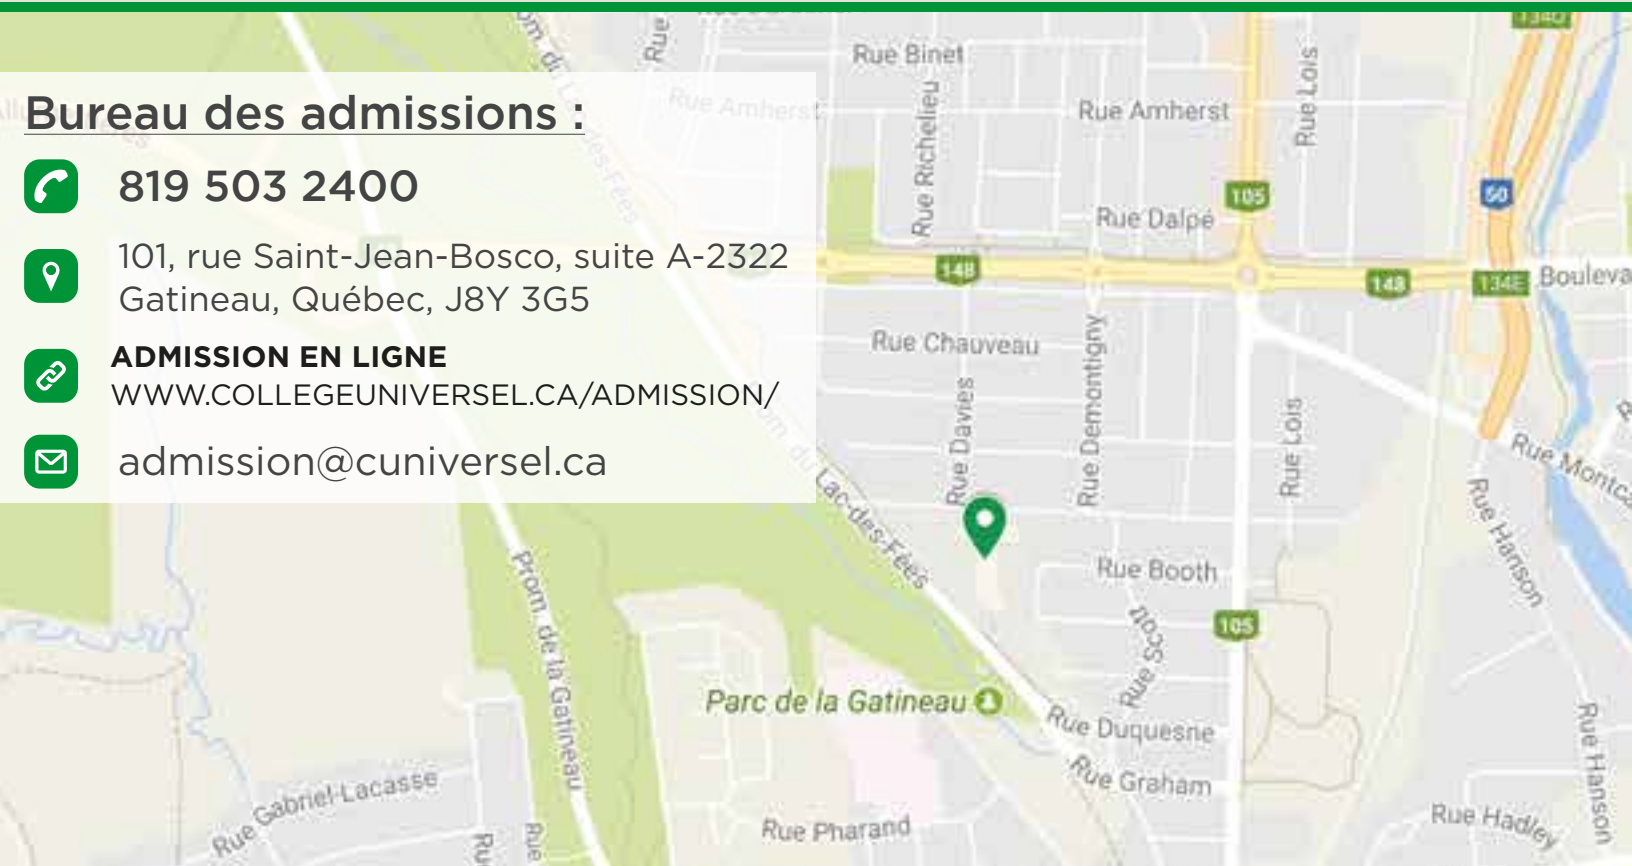 Bureau des admissions :
819 503 2400
101, rue Saint-Jean-Bosco, suite A-2322
Gatineau, Québec, J8Y 3G5
ADMISSION EN LIGNE
WWW.COLLEGEUNIVERSEL.CA/ADMISSION/
admission@cuniversel.ca
Rue
Rue Binet
Rue Lois
Rue Amherst
Rue Amherst
Rue Richelieu
105
50
Rue Dalpé
148
148
134E
Rue Chauveau
Rue Demontigny
Rue Davies
Rue Lois
Lac-des-Fées
Rue Hanson
Rue Booth
105
Rue Scott
Prom. de la Gatineau
Parc de la Gatineau
Rue Duquesne
Rue Hanson
Rue Graham
Rue Gabriel-Lacasse
Rue Pharand
Rue Hadley
Rue